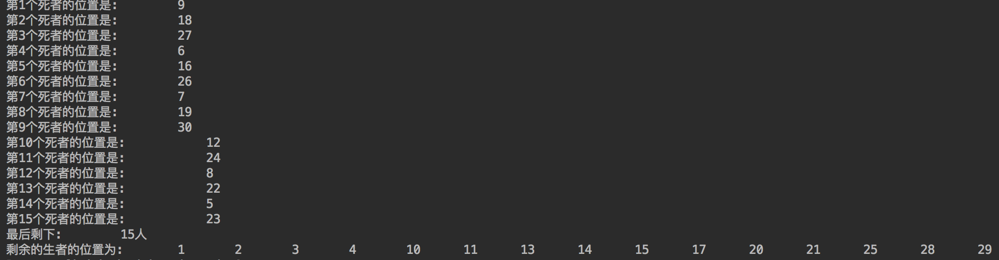 第1个死者的位置是: 9
第2个死者的位置是: 18
第3个死者的位置是: 27
第4个死者的位置是: 6
第5个死者的位置是: 16
第6个死者的位置是: 26
第7个死者的位置是: 7
第8个死者的位置是: 19
第9个死者的位置是: 30
第10个死者的位置是: 12
第11个死者的位置是: 24
第12个死者的位置是: 8
第13个死者的位置是: 22
第14个死者的位置是: 5
第15个死者的位置是: 23
最后剩下: 15人
剩余的生者的位置为: 1 2 3 4 10 11 13 14 15 17 20 21 25 28 29